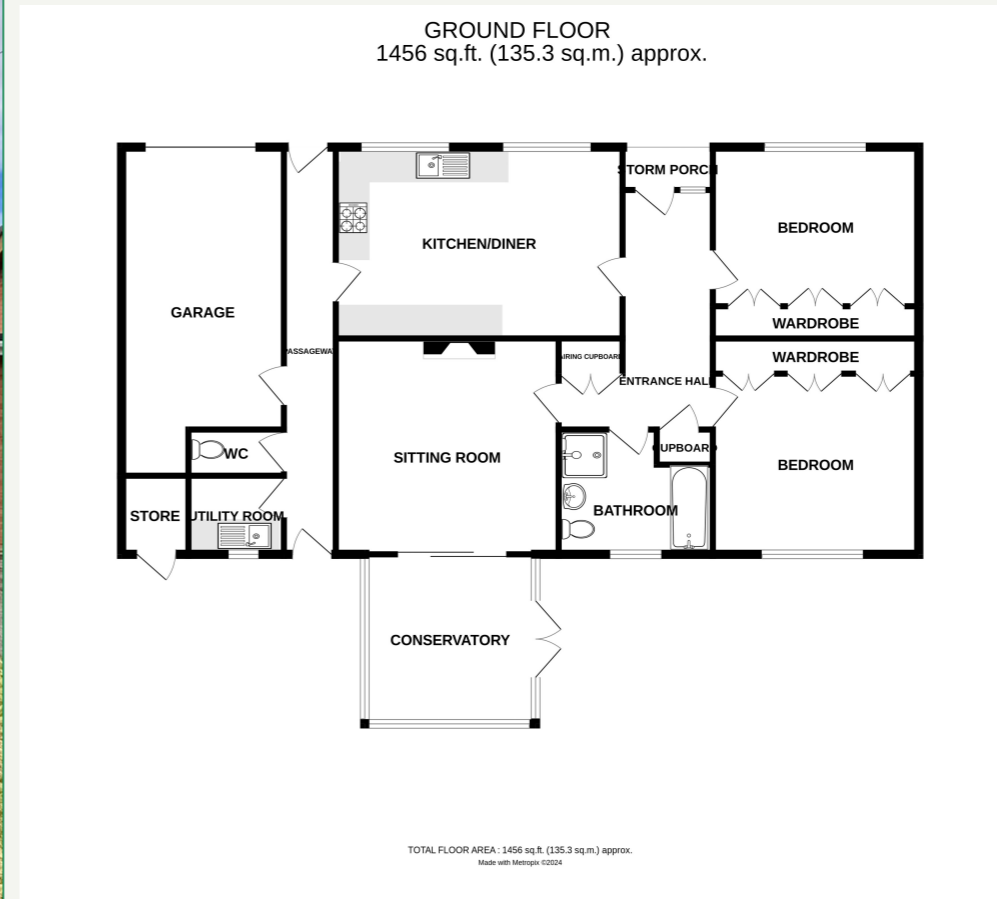 GROUND FLOOR
1456 sq.ft. (135.3 sq.m.) approx.
STORM PORCH
BEDROOM
KITCHEN/DINER
GARAGE
WARDROBE
PASSAGEWAY
AIRING CUPBOARD
WARDROBE
ENTRANCE HALL
CUPBOARD
WC
SITTING ROOM
BEDROOM
STORE
UTILITY ROOM
BATHROOM
CONSERVATORY
TOTAL FLOOR AREA : 1456 sq.ft. (135.3 sq.m.) approx.
Made with Metropix ©2024